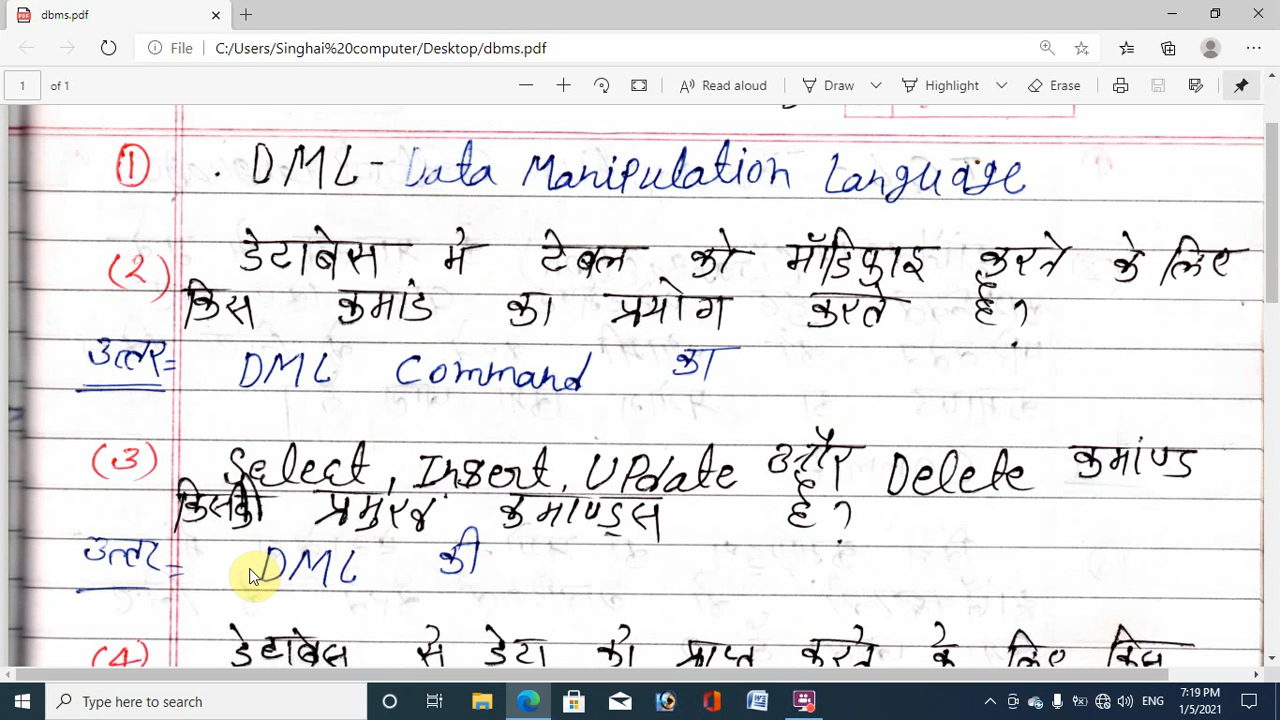 dbms.pdf
File
C:/Users/Singhai%20computer/Desktop/dbms.pdf
1 of 1
Read aloud
Draw
Highlight
Erase
(1) . DML - Data Manipulation Language
(2) डेटाबेस में टेबल को मॉडिफाइ करने के लिए
किस कमांड का प्रयोग करते हैं?
उत्तर= DML Command का
(3) Select, Insert, Update और Delete कमांण्ड
किसकी प्रमुख कमाण्ड्स है?
उत्तर= DML की
(4) डेटाबेस से डेटा को प्राप्त करने के लिए किस
Type here to search
ENG
7:19 PM
1/5/2021